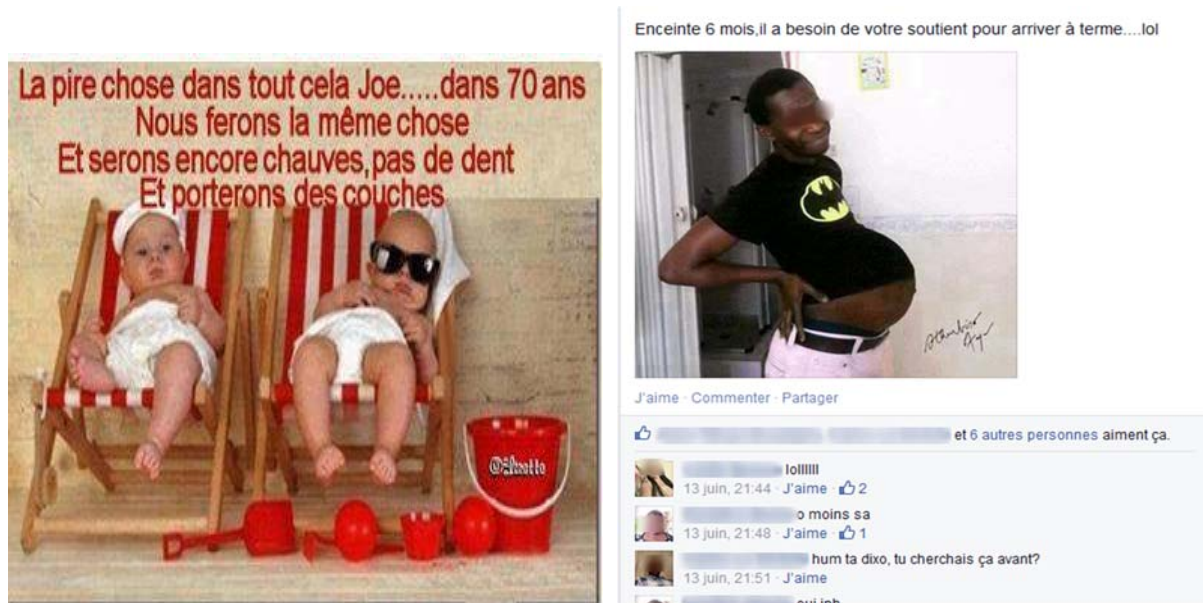 La pire chose dans tout cela Joe.....dans 70 ans
Nous ferons la même chose
Et serons encore chauves,pas de dent
Et porterons des couches
Enceinte 6 mois,il a besoin de votre soutient pour arriver à terme....lol
J'aime · Commenter · Partager
et 6 autres personnes aiment ça.
lolllllll
13 juin, 21:44 · J'aime · 2
o moins sa
13 juin, 21:48 · J'aime · 1
hum ta dixo, tu cherchais ça avant?
13 juin, 21:51 · J'aime